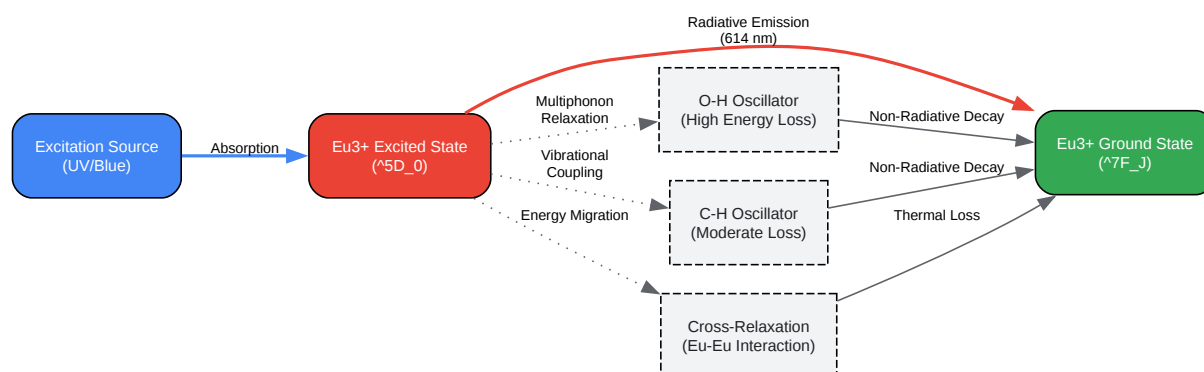 Radiative Emission
(614 nm)
Excitation Source
(UV/Blue)
Absorption
Eu3+ Excited State
(^5D_0)
Multiphonon
Relaxation
Vibrational
Coupling
Energy Migration
O-H Oscillator
(High Energy Loss)
C-H Oscillator
(Moderate Loss)
Cross-Relaxation
(Eu-Eu Interaction)
Non-Radiative Decay
Non-Radiative Decay
Thermal Loss
Eu3+ Ground State
(^7F_J)